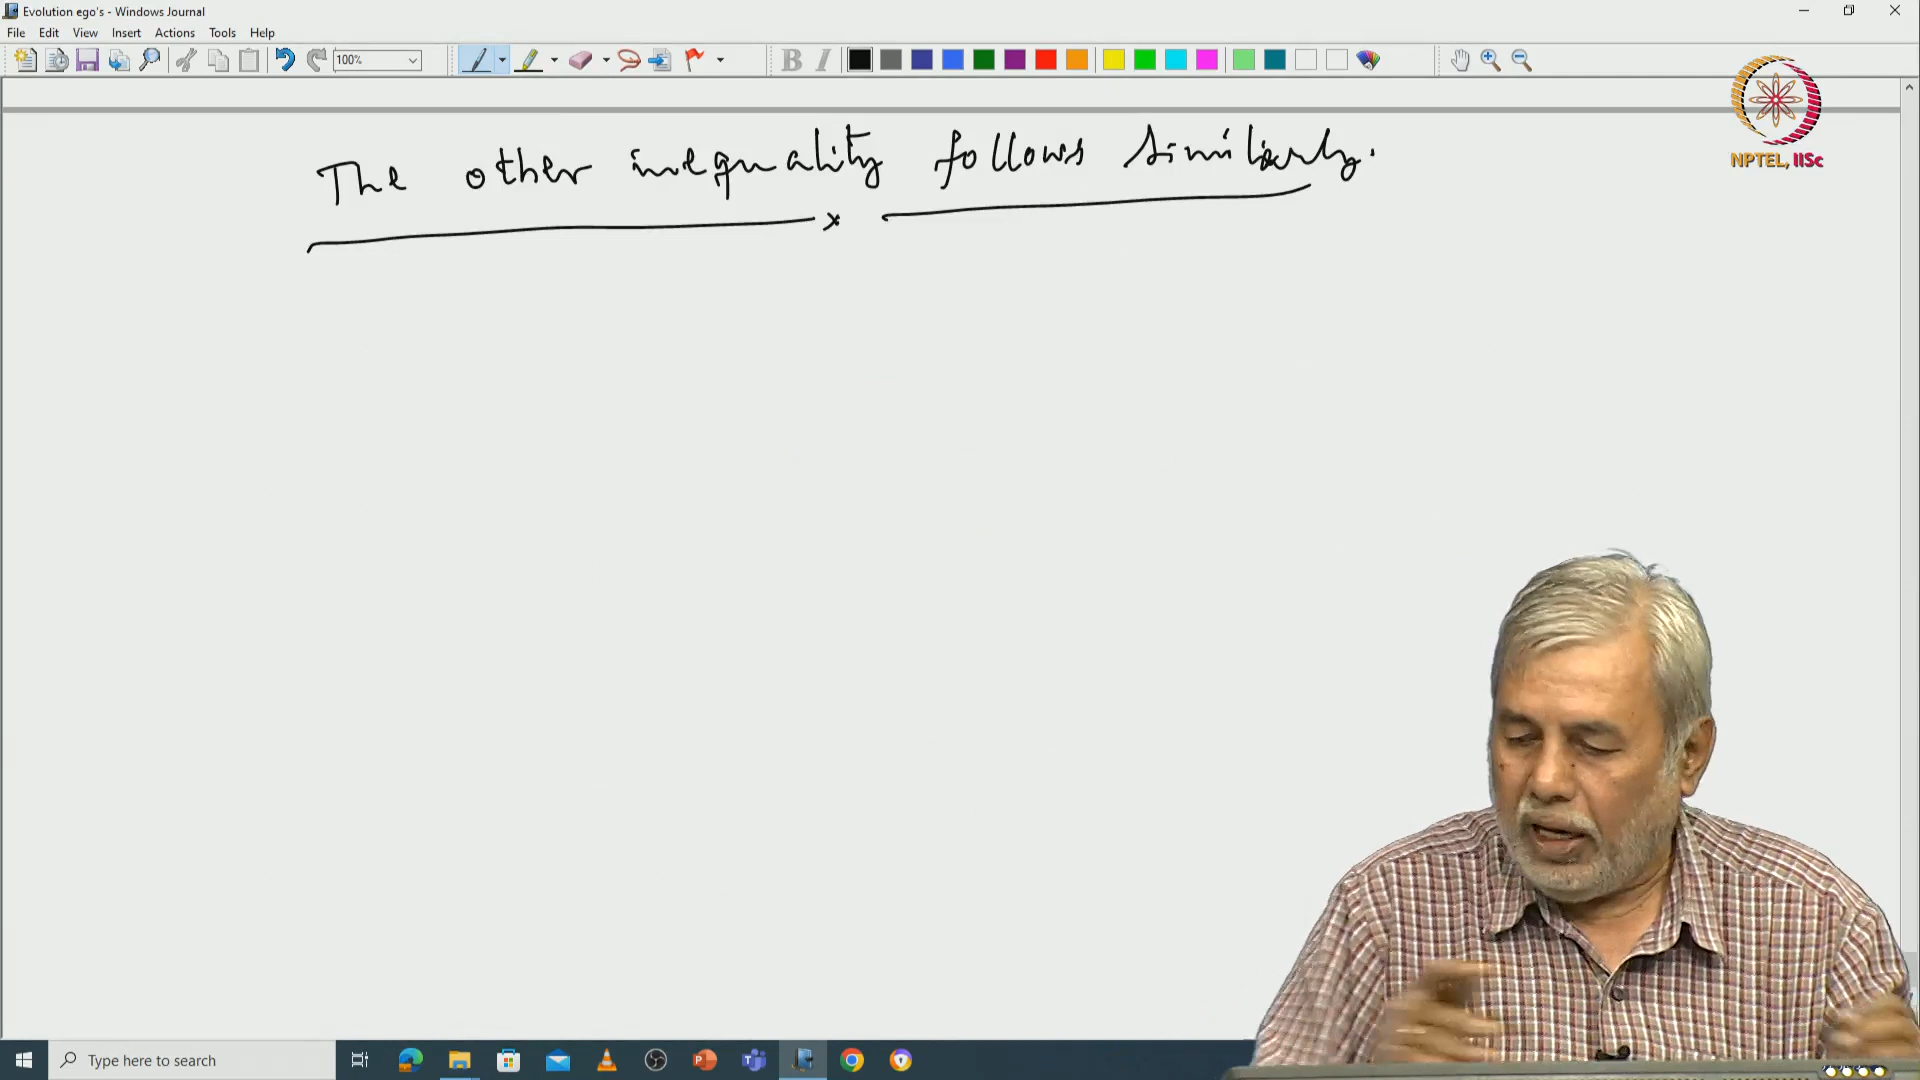 Evolution eqo's - Windows Journal
File Edit View Insert Actions Tools Help
100%
B I
NPTEL, IISc
The other inequality follows similarly.
Type here to search